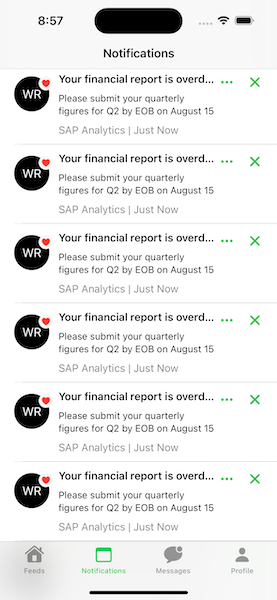 8:57
Notifications
Your financial report is overd... ...
WR
Please submit your quarterly
figures for Q2 by EOB on August 15
SAP Analytics | Just Now
Your financial report is overd... ...
WR
Please submit your quarterly
figures for Q2 by EOB on August 15
SAP Analytics | Just Now
Your financial report is overd... ...
WR
Please submit your quarterly
figures for Q2 by EOB on August 15
SAP Analytics | Just Now
Your financial report is overd... ...
WR
Please submit your quarterly
figures for Q2 by EOB on August 15
SAP Analytics | Just Now
Your financial report is overd... ...
WR
Please submit your quarterly
figures for Q2 by EOB on August 15
SAP Analytics | Just Now
Your financial report is overd... ...
WR
Please submit your quarterly
figures for Q2 by EOB on August 15
SAP Analytics | Just Now
Feeds Notifications Messages Profile